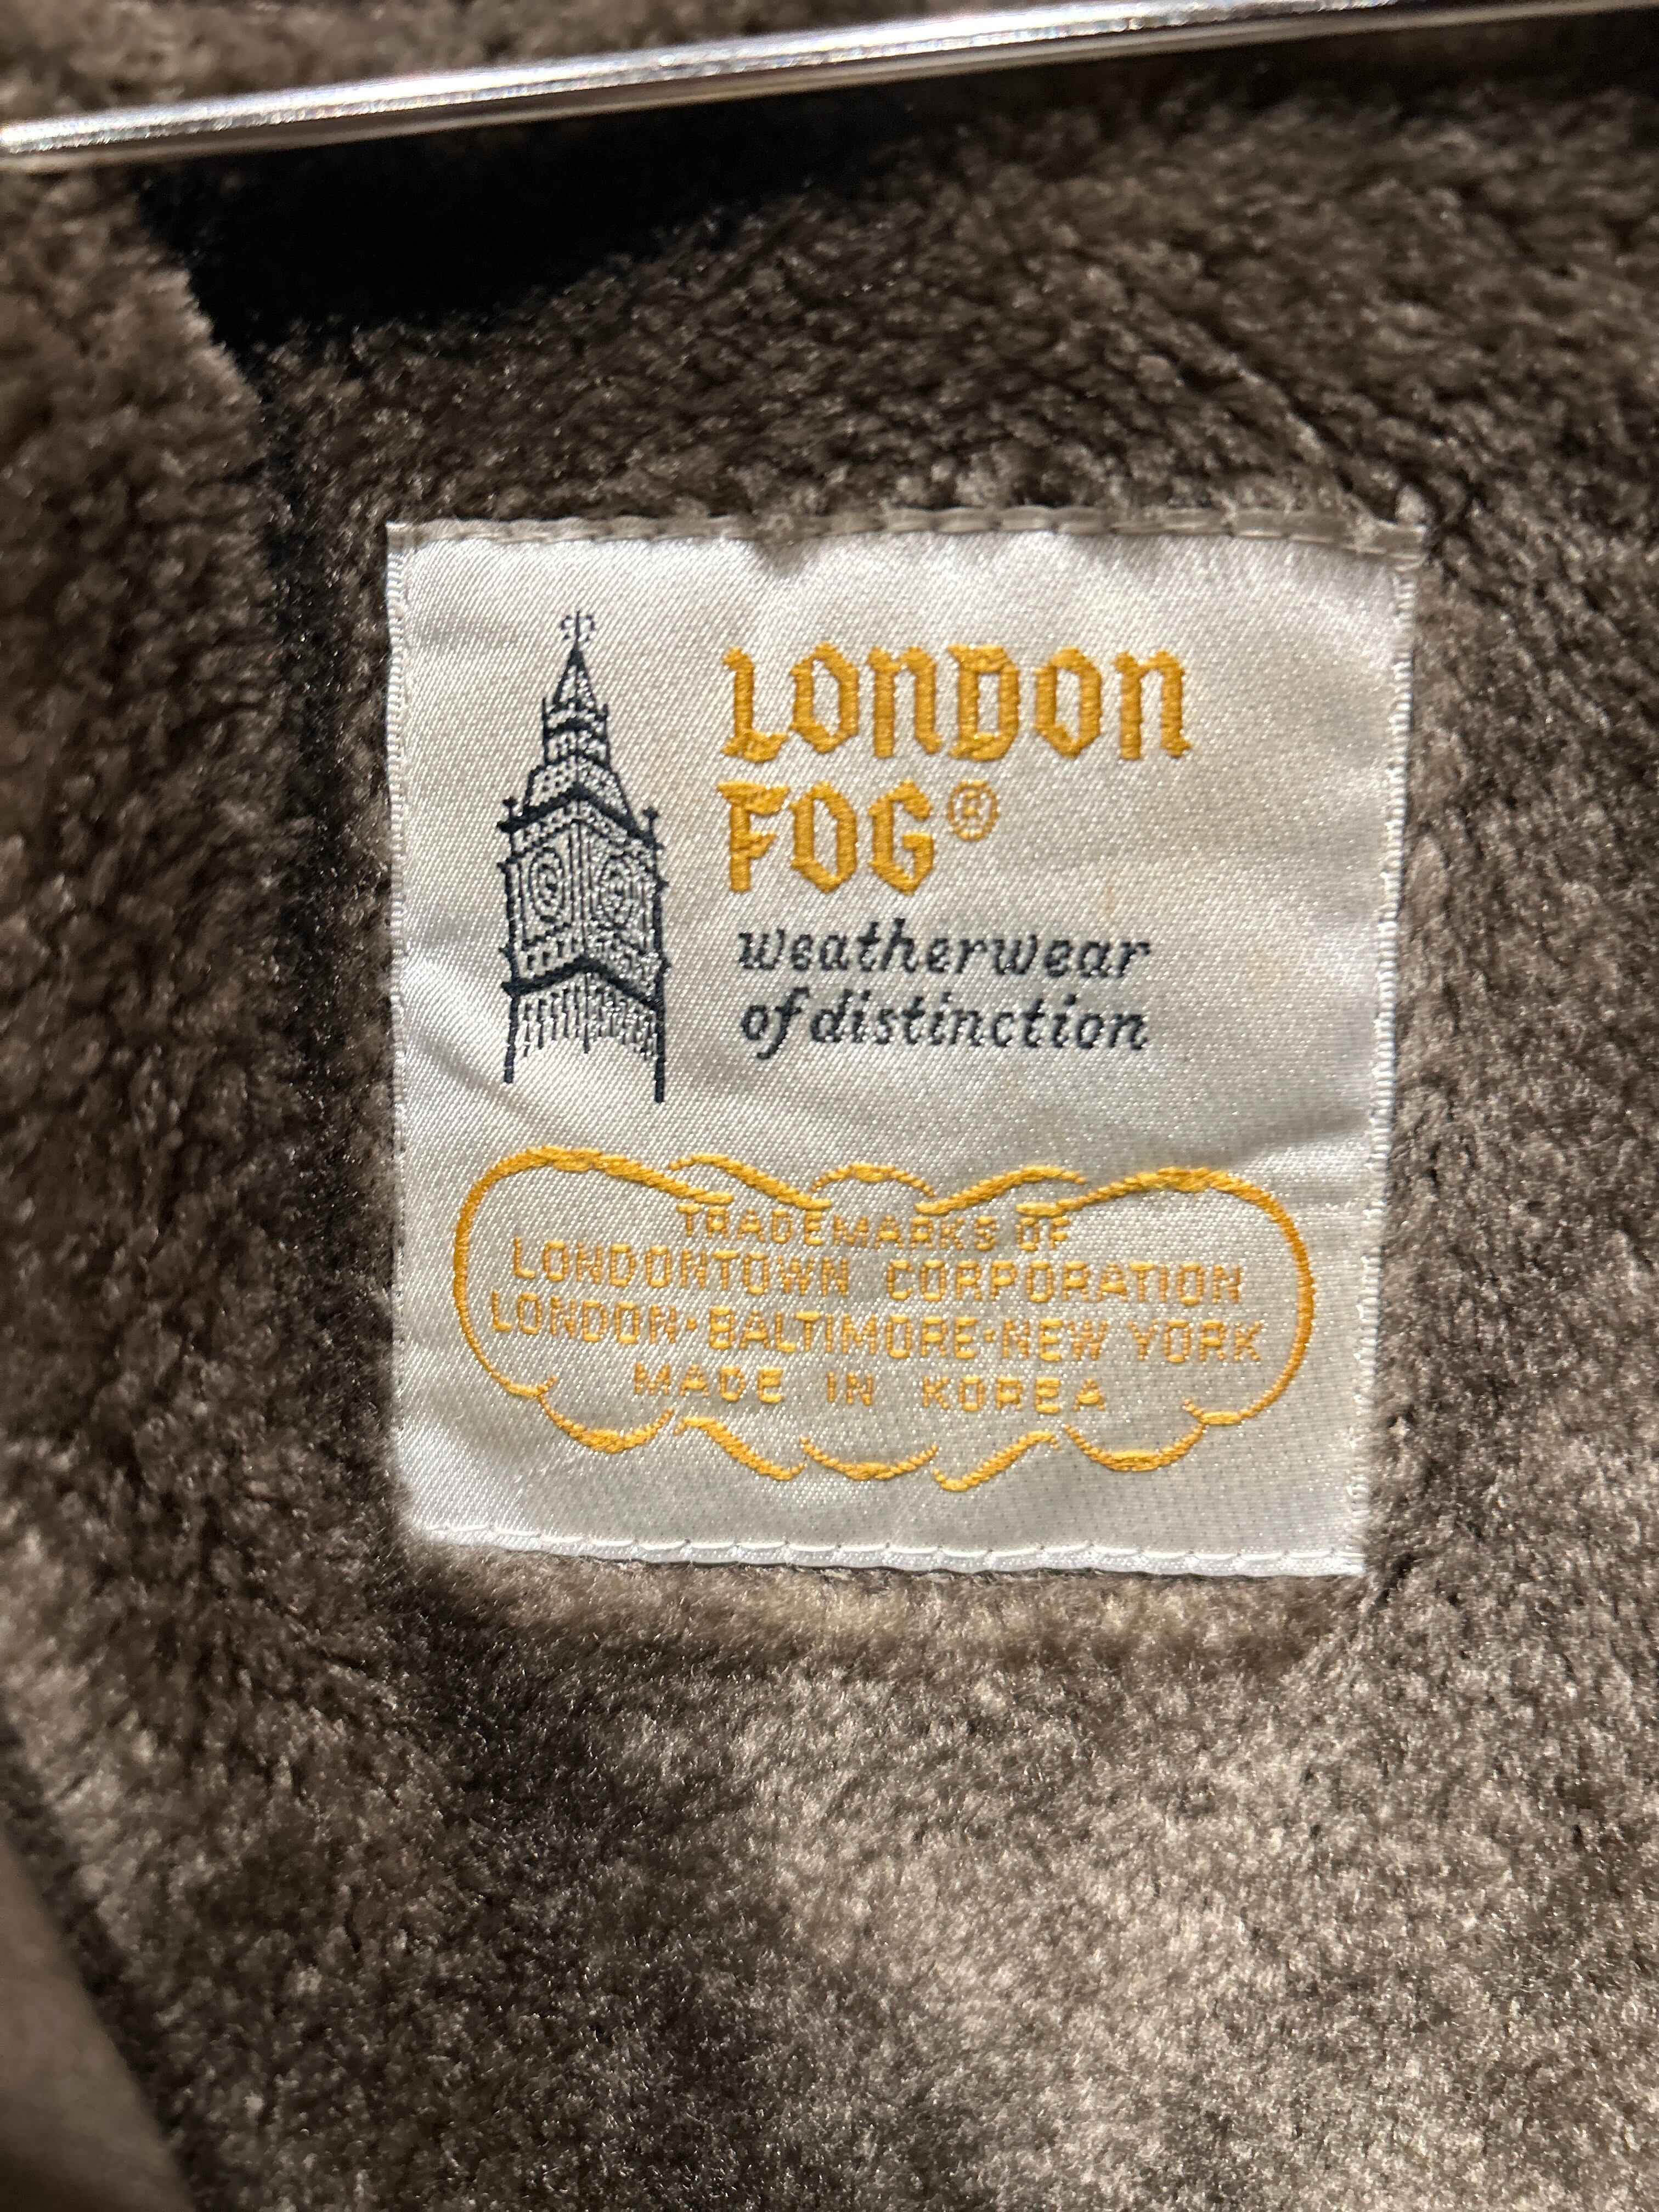 LONDON
FOG®
weatherwear
of distinction
TRADEMARKS OF
LONDONTOWN CORPORATION
LONDON·BALTIMORE·NEW YORK
MADE IN KOREA